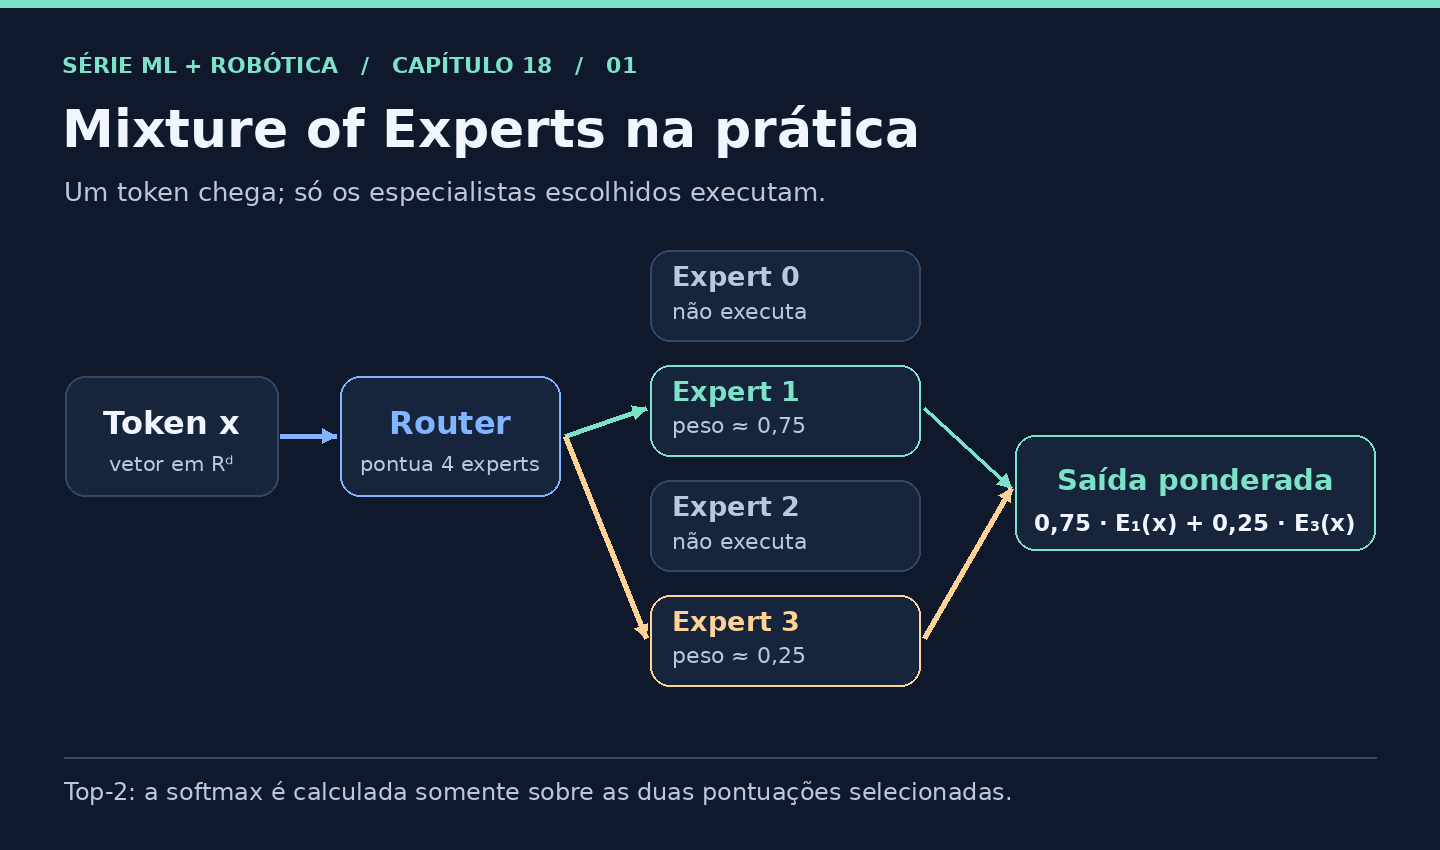 SÉRIE ML + ROBÓTICA / CAPÍTULO 18 / 01
Mixture of Experts na prática
Um token chega; só os especialistas escolhidos executam.
Token x
vetor em Rᵈ
Router
pontua 4 experts
Expert 0
não executa
Expert 1
peso ≈ 0,75
Expert 2
não executa
Expert 3
peso ≈ 0,25
Saída ponderada
0,75 · E₁(x) + 0,25 · E₃(x)
Top-2: a softmax é calculada somente sobre as duas pontuações selecionadas.